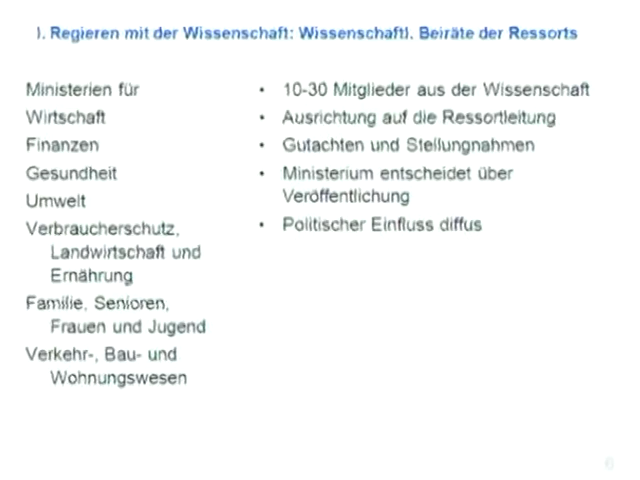 ). Regieren mit der Wissenschaft: Wissenschaftl. Beiräte der Ressorts
Ministerien für
Wirtschaft
Finanzen
Gesundheit
Umwelt
Verbraucherschutz,
Landwirtschaft und
Ernährung
Familie, Senioren,
Frauen und Jugend
Verkehr-, Bau- und
Wohnungswesen
• 10-30 Mitglieder aus der Wissenschaft
• Ausrichtung auf die Ressortleitung
• Gutachten und Stellungnahmen
• Ministerium entscheidet über
Veröffentlichung
• Politischer Einfluss diffus
6